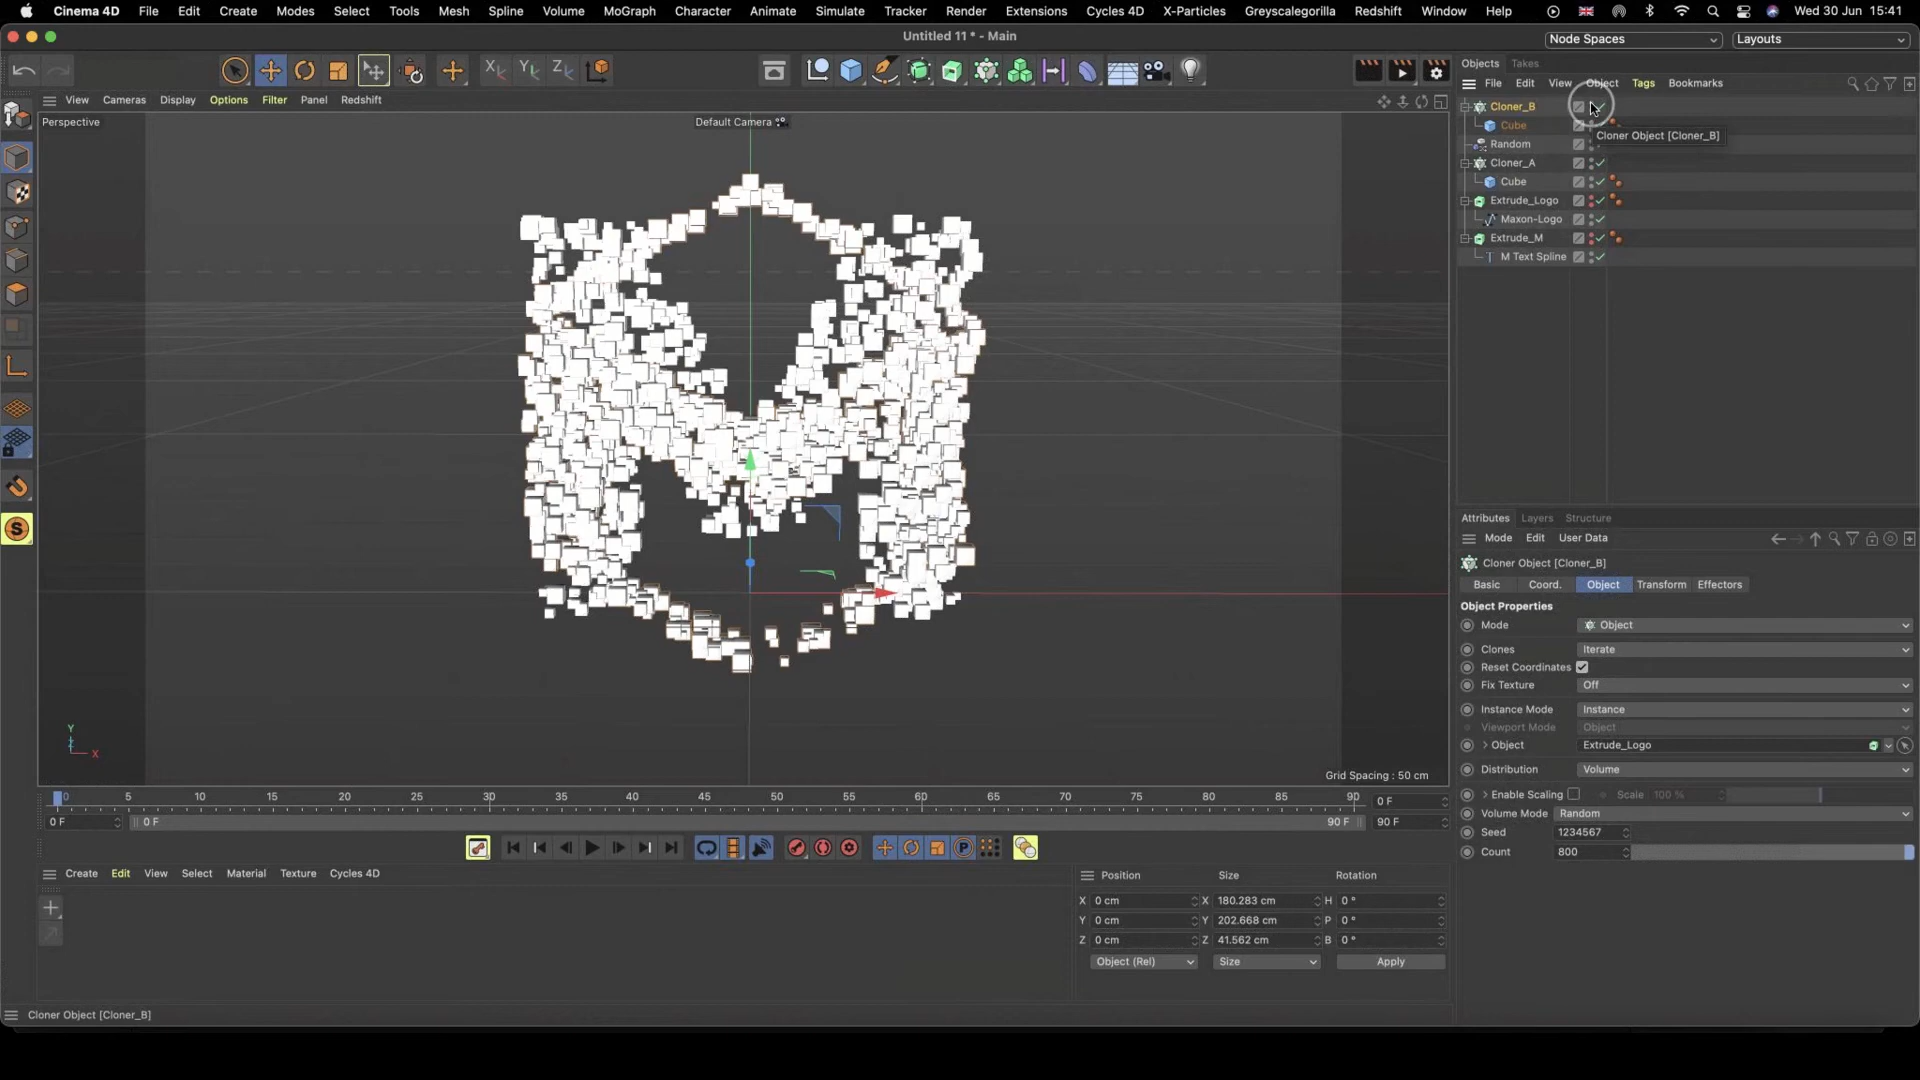 Cinema 4D File Edit Create Modes Select Tools Mesh Spline Volume MoGraph Character Animate Simulate Tracker Render Extensions Cycles 4D X-Particles Greyscalegorilla Redshift Window Help Wed 30 Jun 15:41
Untitled 11 * - Main
Node Spaces Layouts
Objects Takes
File Edit View Object Tags Bookmarks
View Cameras Display Options Filter Panel Redshift
Perspective
Default Camera
Cloner_B
Cube
Cloner Object [Cloner_B]
Random
Cloner_A
Cube
Extrude_Logo
Maxon-Logo
Extrude_M
M Text Spline
Y
Z
X
Grid Spacing : 50 cm
Attributes Layers Structure
Mode Edit User Data
Cloner Object [Cloner_B]
Basic Coord. Object Transform Effectors
Object Properties
Mode Object
Clones Iterate
Reset Coordinates
Fix Texture Off
Instance Mode Instance
Viewport Mode Object
> Object Extrude_Logo
Distribution Volume
> Enable Scaling Scale 100 %
Volume Mode Random
Seed 1234567
Count 800
0 5 10 15 20 25 30 35 40 45 50 55 60 65 70 75 80 85 90 0 F
0 F 0 F 90 F 90 F
Create Edit View Select Material Texture Cycles 4D
Position Size Rotation
X 0 cm X 180.283 cm H 0 °
Y 0 cm Y 202.668 cm P 0 °
Z 0 cm Z 41.562 cm B 0 °
Object (Rel) Size Apply
Cloner Object [Cloner_B]